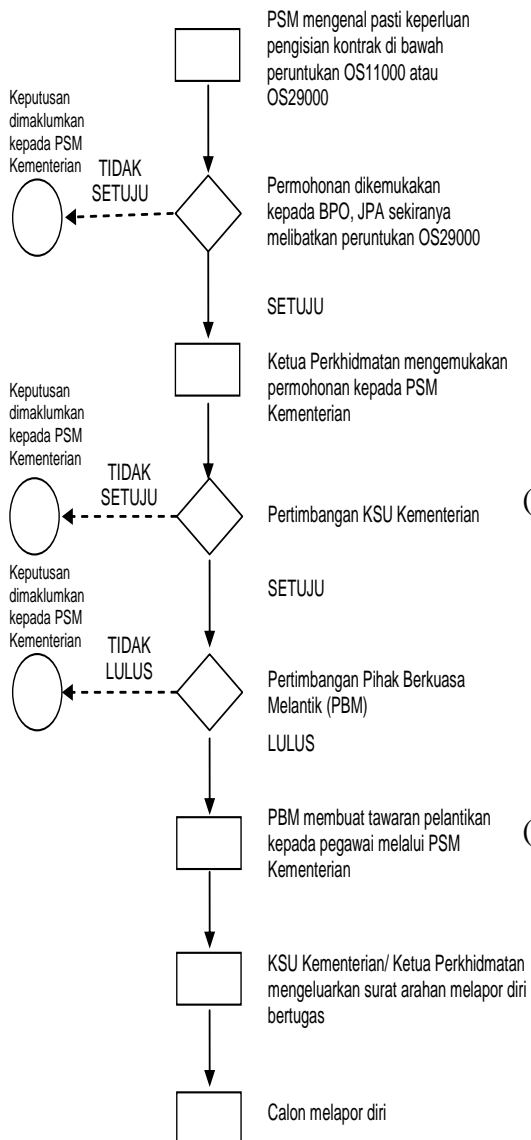 PSM mengenal pasti keperluan
pengisian kontrak di bawah
peruntukan OS11000 atau
OS29000
Keputusan
dimaklumkan
kepada PSM
Kementerian
TIDAK
SETUJU
Permohonan dikemukakan
kepada BPO, JPA sekiranya
melibatkan peruntukan OS29000
SETUJU
Ketua Perkhidmatan mengemukakan
permohonan kepada PSM
Kementerian
Keputusan
dimaklumkan
kepada PSM
Kementerian
TIDAK
SETUJU
Pertimbangan KSU Kementerian
(
SETUJU
Keputusan
dimaklumkan
kepada PSM
Kementerian
TIDAK
LULUS
Pertimbangan Pihak Berkuasa
Melantik (PBM)
LULUS
PBM membuat tawaran pelantikan
kepada pegawai melalui PSM
Kementerian
(
KSU Kementerian/ Ketua Perkhidmatan
mengeluarkan surat arahan melapor diri
bertugas
Calon melapor diri